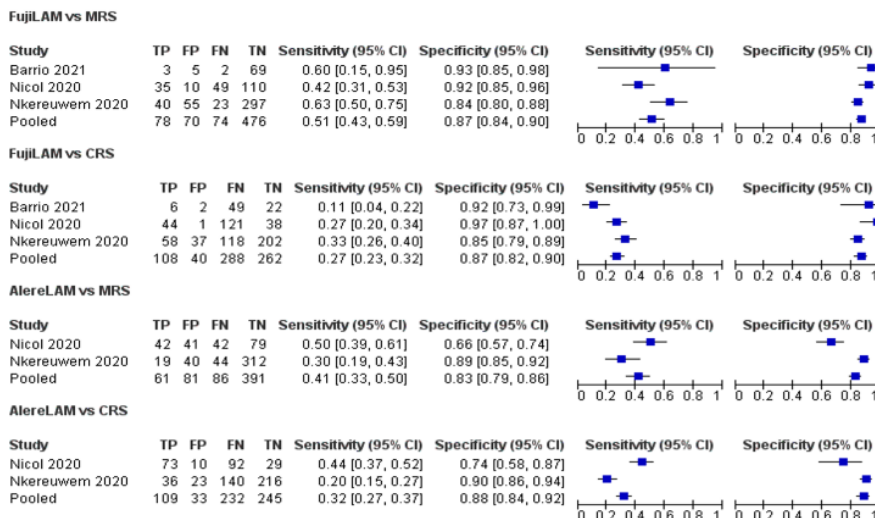 FujiLAM vs MRS
Study TP FP FN TN Sensitivity (95% CI) Specificity (95% CI) Sensitivity (95% CI) Specificity (95% CI)
Barrio 2021 3 5 2 69 0.60 [0.15, 0.95] 0.93 [0.85, 0.98]
Nicol 2020 35 10 49 110 0.42 [0.31, 0.53] 0.92 [0.85, 0.96]
Nkereuwem 2020 40 55 23 297 0.63 [0.50, 0.75] 0.84 [0.80, 0.88]
Pooled 78 70 74 476 0.51 [0.43, 0.59] 0.87 [0.84, 0.90]
0 0.2 0.4 0.6 0.8 1 0 0.2 0.4 0.6 0.8 1
FujiLAM vs CRS
Study TP FP FN TN Sensitivity (95% CI) Specificity (95% CI) Sensitivity (95% CI) Specificity (95% CI)
Barrio 2021 6 2 49 22 0.11 [0.04, 0.22] 0.92 [0.73, 0.99]
Nicol 2020 44 1 121 38 0.27 [0.20, 0.34] 0.97 [0.87, 1.00]
Nkereuwem 2020 58 37 118 202 0.33 [0.26, 0.40] 0.85 [0.79, 0.89]
Pooled 108 40 288 262 0.27 [0.23, 0.32] 0.87 [0.82, 0.90]
0 0.2 0.4 0.6 0.8 1 0 0.2 0.4 0.6 0.8 1
AlereLAM vs MRS
Study TP FP FN TN Sensitivity (95% CI) Specificity (95% CI) Sensitivity (95% CI) Specificity (95% CI)
Nicol 2020 42 41 42 79 0.50 [0.39, 0.61] 0.66 [0.57, 0.74]
Nkereuwem 2020 19 40 44 312 0.30 [0.19, 0.43] 0.89 [0.85, 0.92]
Pooled 61 81 86 391 0.41 [0.33, 0.50] 0.83 [0.79, 0.86]
0 0.2 0.4 0.6 0.8 1 0 0.2 0.4 0.6 0.8 1
AlereLAM vs CRS
Study TP FP FN TN Sensitivity (95% CI) Specificity (95% CI) Sensitivity (95% CI) Specificity (95% CI)
Nicol 2020 73 10 92 29 0.44 [0.37, 0.52] 0.74 [0.58, 0.87]
Nkereuwem 2020 36 23 140 216 0.20 [0.15, 0.27] 0.90 [0.86, 0.94]
Pooled 109 33 232 245 0.32 [0.27, 0.37] 0.88 [0.84, 0.92]
0 0.2 0.4 0.6 0.8 1 0 0.2 0.4 0.6 0.8 1